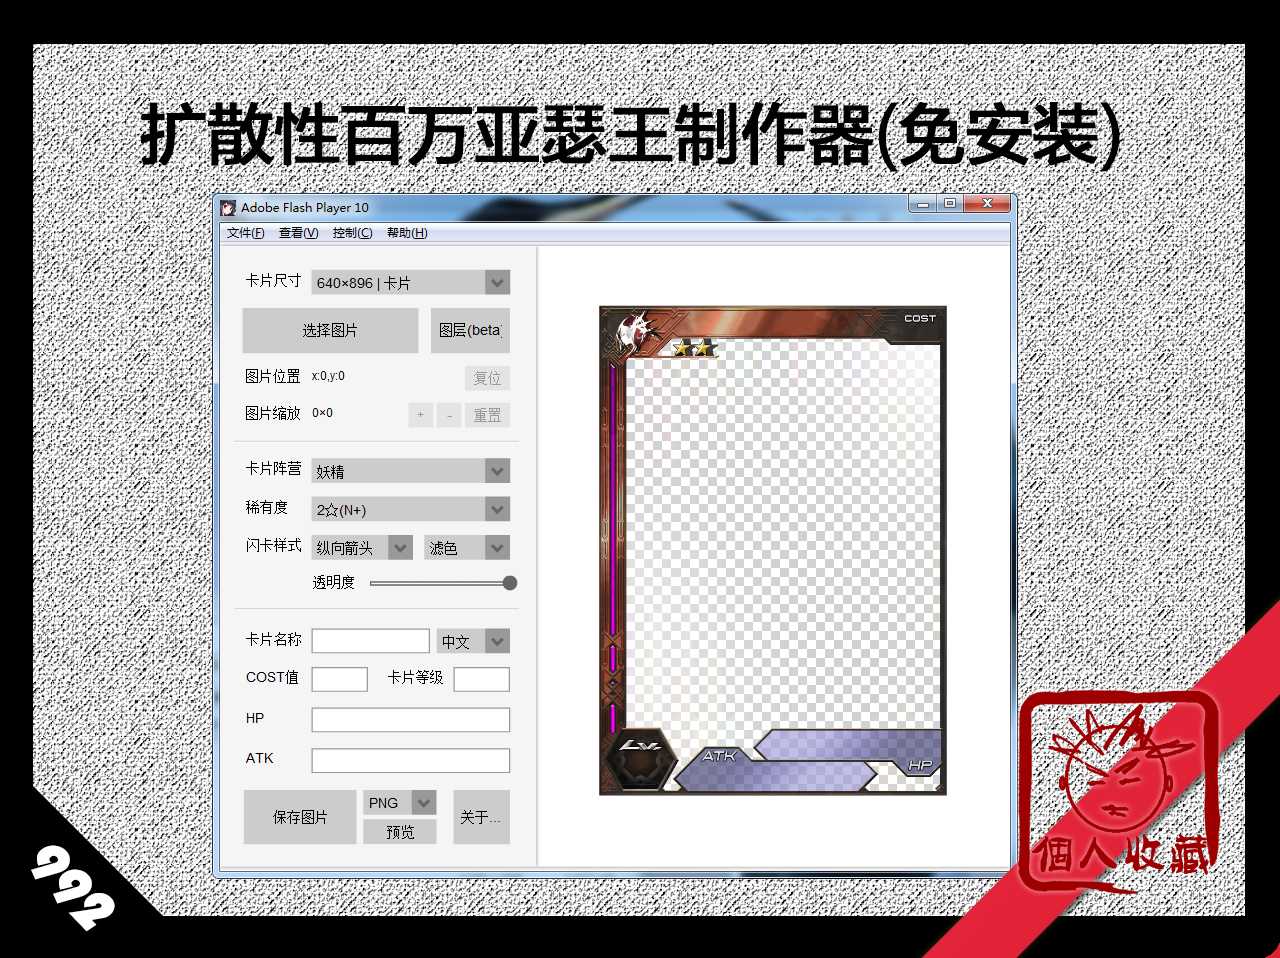 扩散性百万亚瑟王制作器(免安装)
Adobe Flash Player 10
文件(F) 查看(V) 控制(C) 帮助(H)
卡片尺寸 640×896 | 卡片
选择图片 图层(beta)
图片位置 x:0,y:0 复位
图片缩放 0×0 + - 重置
卡片阵营 妖精
稀有度 2☆(N+)
闪卡样式 纵向箭头 滤色
透明度
卡片名称 中文
COST值 卡片等级
HP
ATK
保存图片 PNG 关于...
预览
COST
Lv.
ATK
HP
992
個人收藏